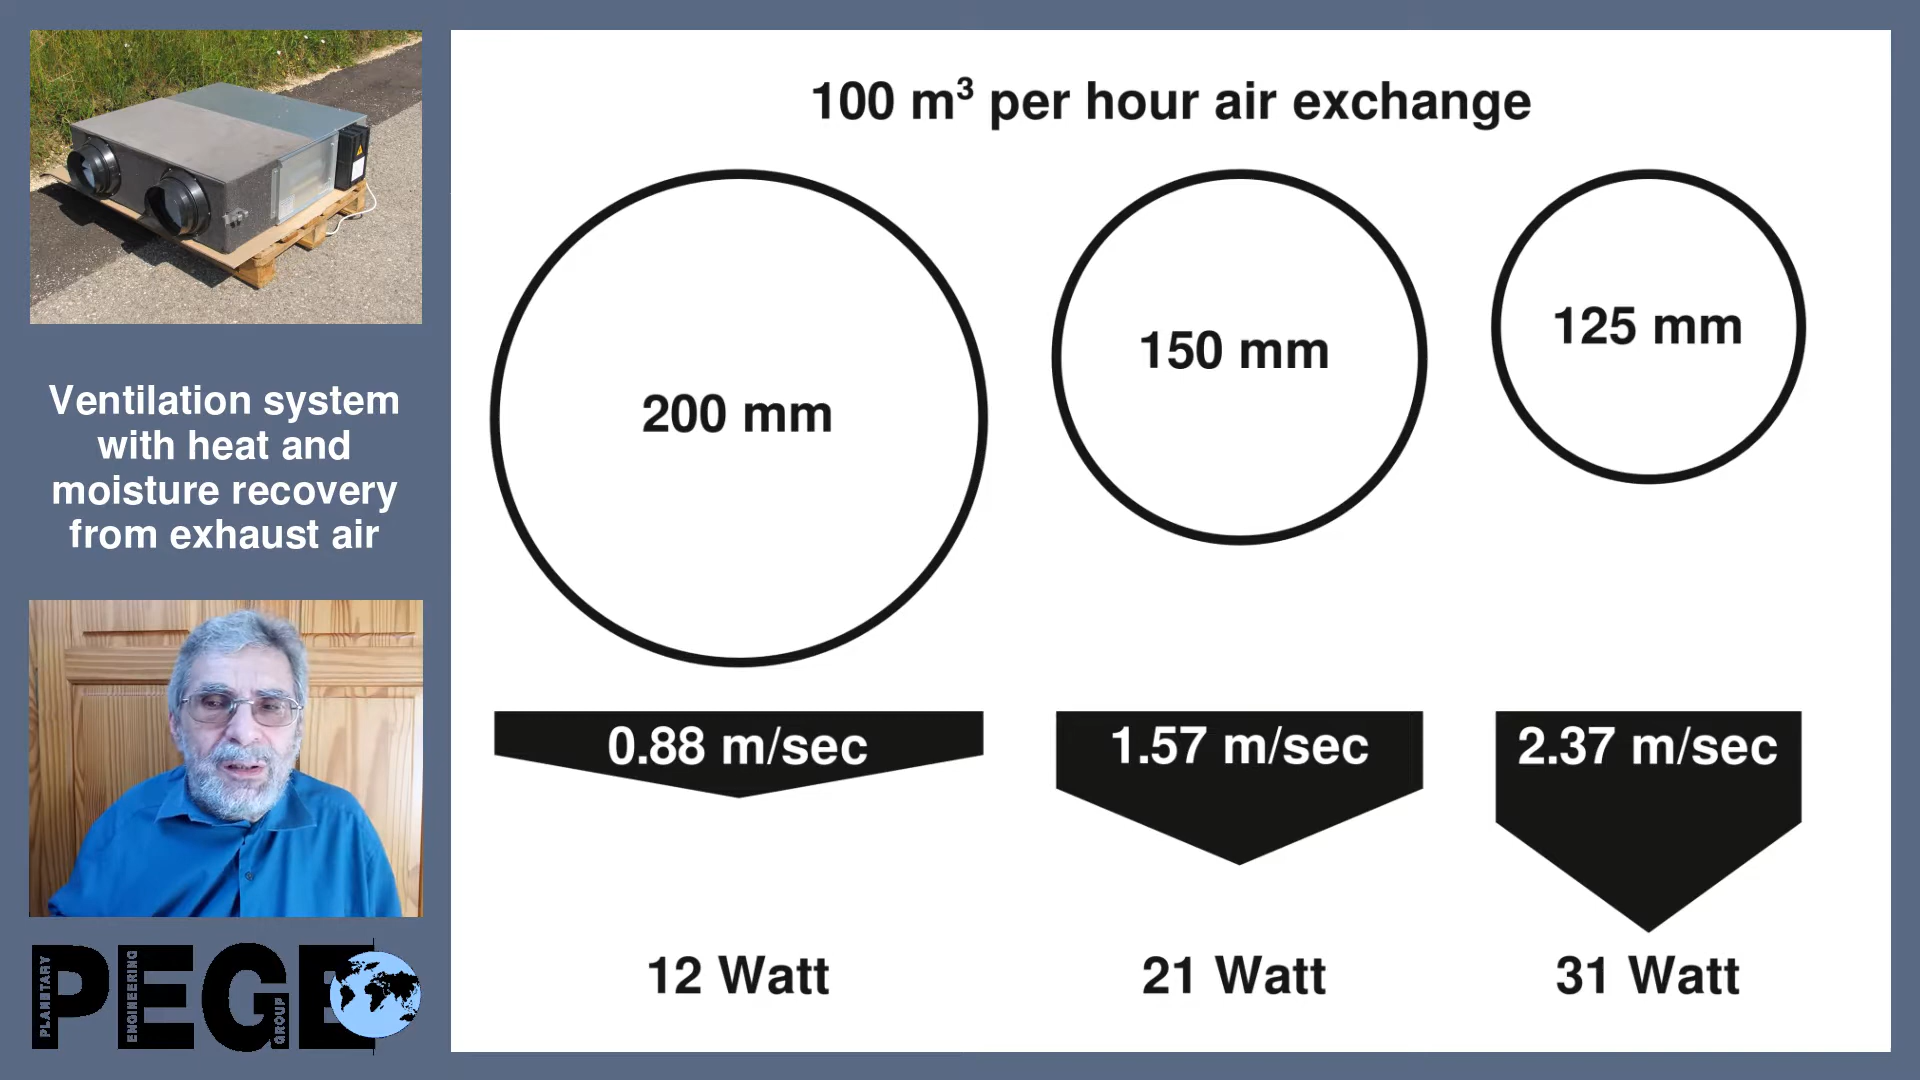 100 m³ per hour air exchange
200 mm
150 mm
125 mm
Ventilation system
with heat and
moisture recovery
from exhaust air
0.88 m/sec
1.57 m/sec
2.37 m/sec
12 Watt
21 Watt
31 Watt
PEGE
PLANETARY
ENGINEERING
GROUP